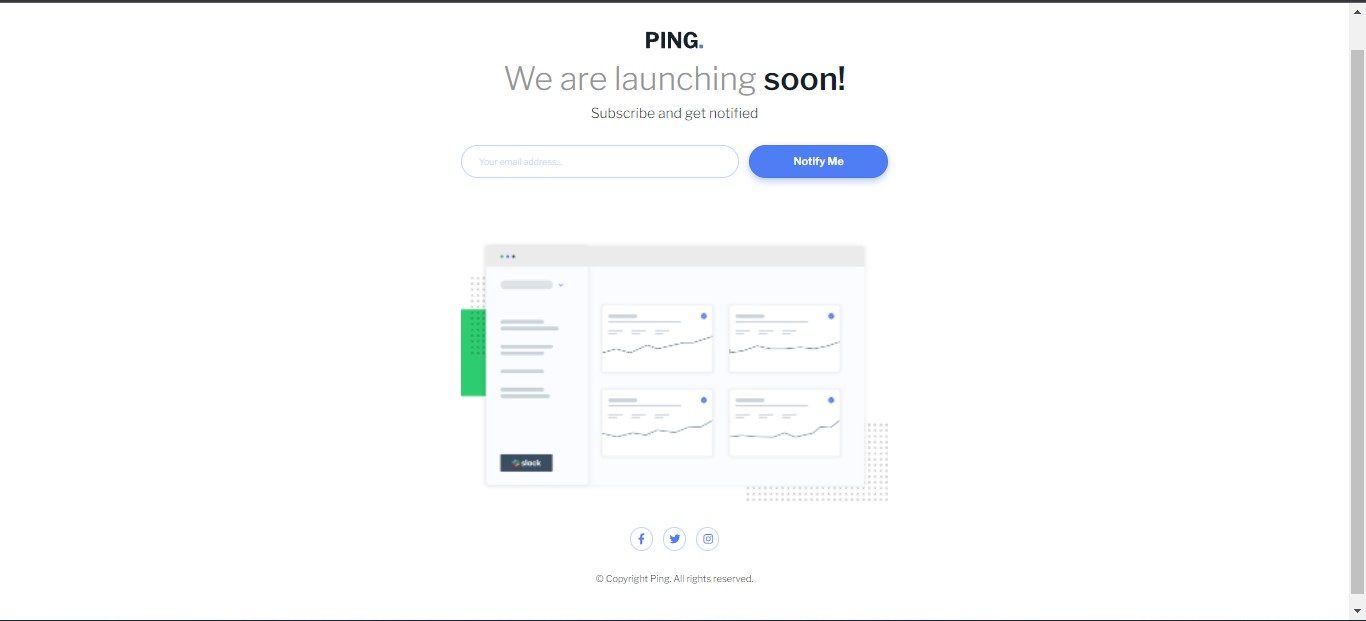 PING.
We are launching soon!
Subscribe and get notified
Your email address...
Notify Me
slack
© Copyright Ping. All rights reserved.